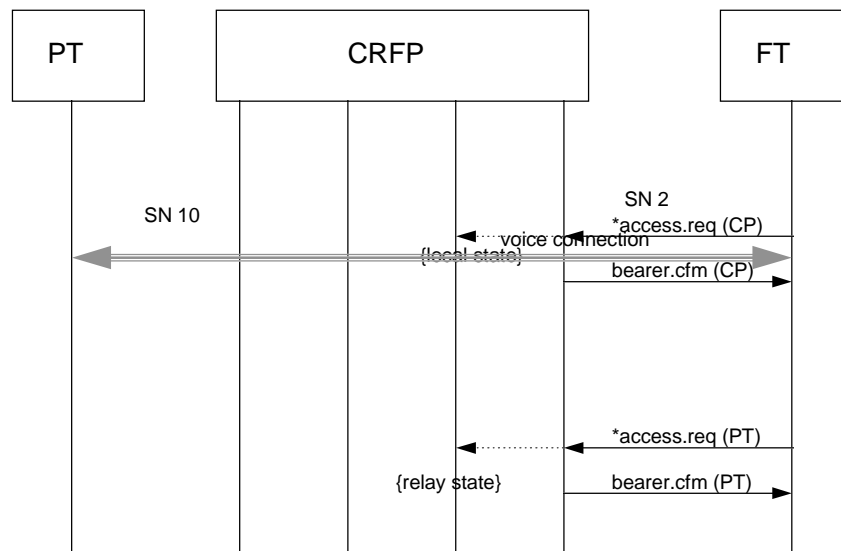 PT
CRFP
FT
SN 10
SN 2
*access.req (CP)
voice connection
{local state}
bearer.cfm (CP)
*access.req (PT)
{relay state}
bearer.cfm (PT)